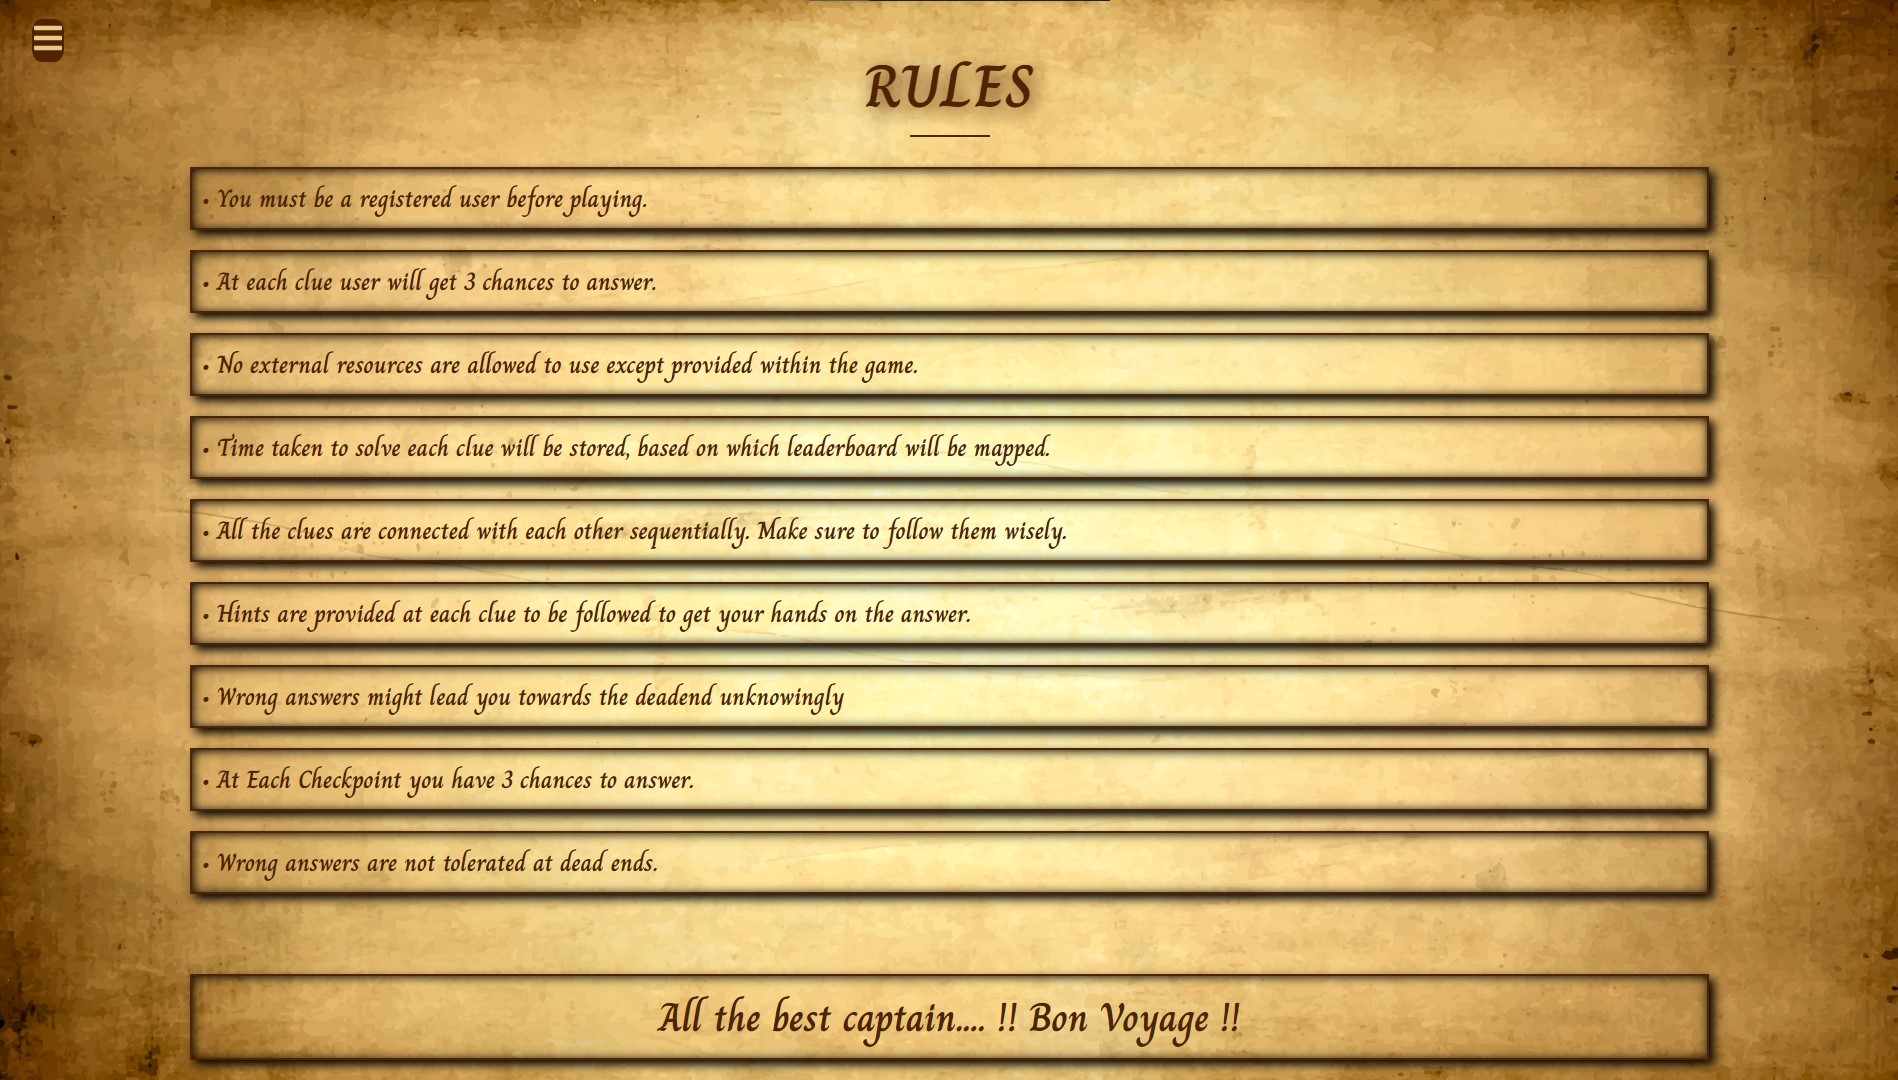 RULES
• You must be a registered user before playing.
• At each clue user will get 3 chances to answer.
• No external resources are allowed to use except provided within the game.
• Time taken to solve each clue will be stored, based on which leaderboard will be mapped.
• All the clues are connected with each other sequentially. Make sure to follow them wisely.
• Hints are provided at each clue to be followed to get your hands on the answer.
• Wrong answers might lead you towards the deadend unknowingly
• At Each Checkpoint you have 3 chances to answer.
• Wrong answers are not tolerated at dead ends.
All the best captain.... !! Bon Voyage !!